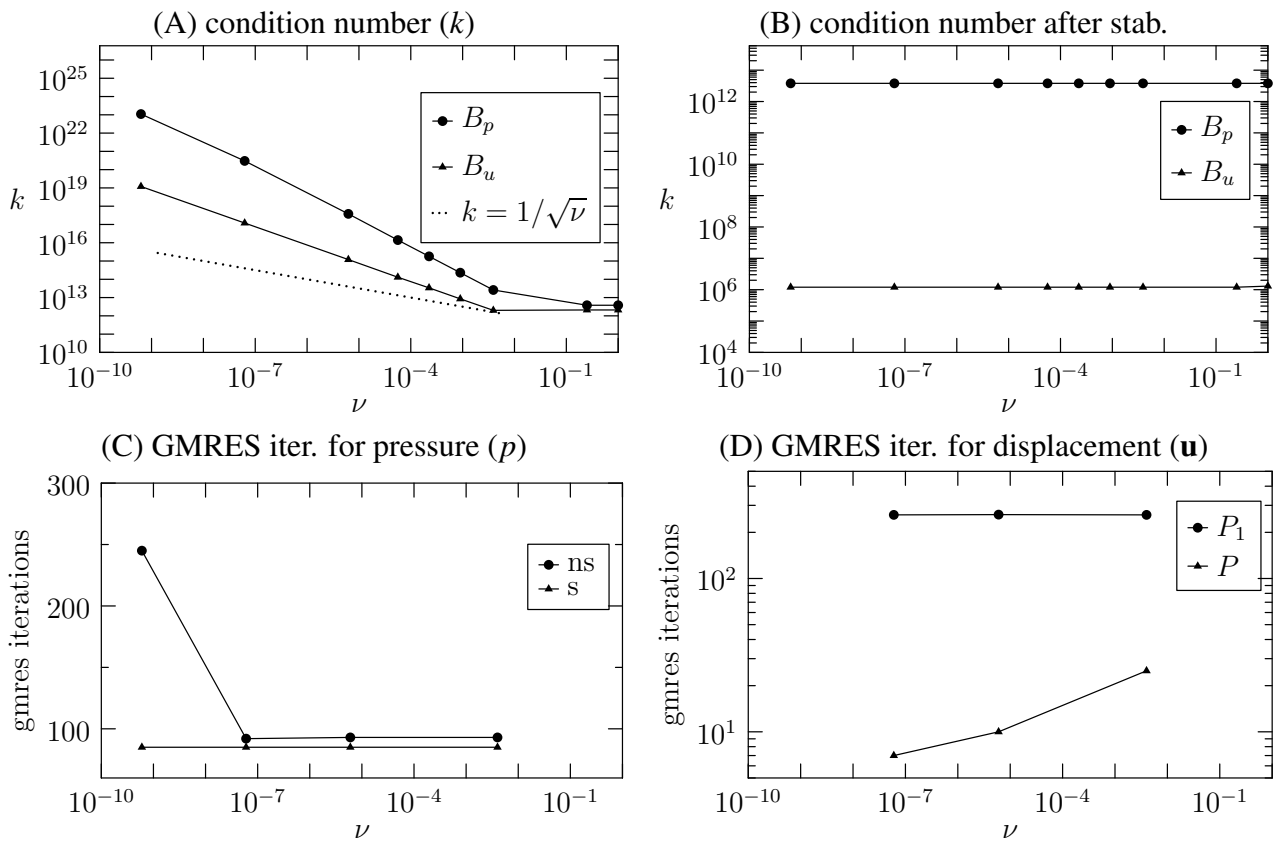 (A) condition number (k)
10^25
10^22
10^19
10^16
10^13
10^10
k
B_p
B_u
k = 1/√ν
10^−10
10^−7
10^−4
10^−1
ν
(B) condition number after stab.
10^12
10^10
10^8
10^6
10^4
k
B_p
B_u
10^−10
10^−7
10^−4
10^−1
ν
(C) GMRES iter. for pressure (p)
300
200
100
gmres iterations
ns
s
10^−10
10^−7
10^−4
10^−1
ν
(D) GMRES iter. for displacement (u)
10^2
10^1
gmres iterations
P_1
P
10^−10
10^−7
10^−4
10^−1
ν